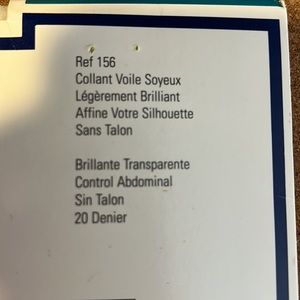 Ref 156
Collant Voile Soyeux
Légèrement Brilliant
Affine Votre Silhouette
Sans Talon
Brillante Transparente
Control Abdominal
Sin Talon
20 Denier